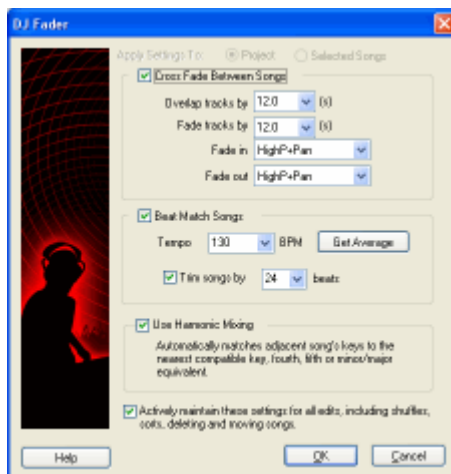 DJ Fader
Apply Settings To: Project Selected Songs
Cross Fade Between Songs
Overlap tracks by 12.0 (s)
Fade tracks by 12.0 (s)
Fade in HighP+Pan
Fade out HighP+Pan
Beat Match Songs
Tempo 130 BPM Get Average
Trim songs by 24 beats
Use Harmonic Mixing
Automatically matches adjacent song's keys to the
nearest compatible key, fourth, fifth or minor/major
equivalent.
Actively maintain these settings for all edits, including shuffles,
sorts, deleting and moving songs.
Help OK Cancel